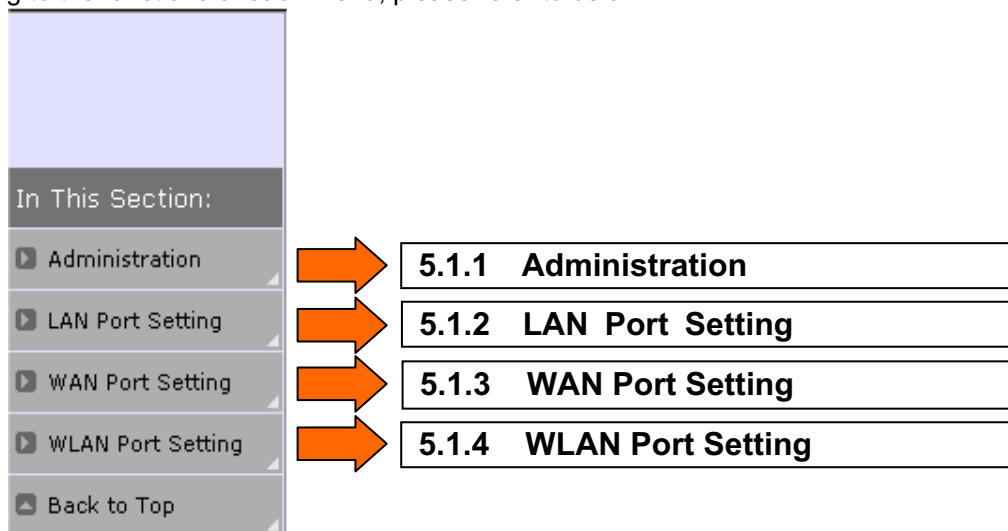 In This Section:
Administration
5.1.1 Administration
LAN Port Setting
5.1.2 LAN Port Setting
WAN Port Setting
5.1.3 WAN Port Setting
WLAN Port Setting
5.1.4 WLAN Port Setting
Back to Top